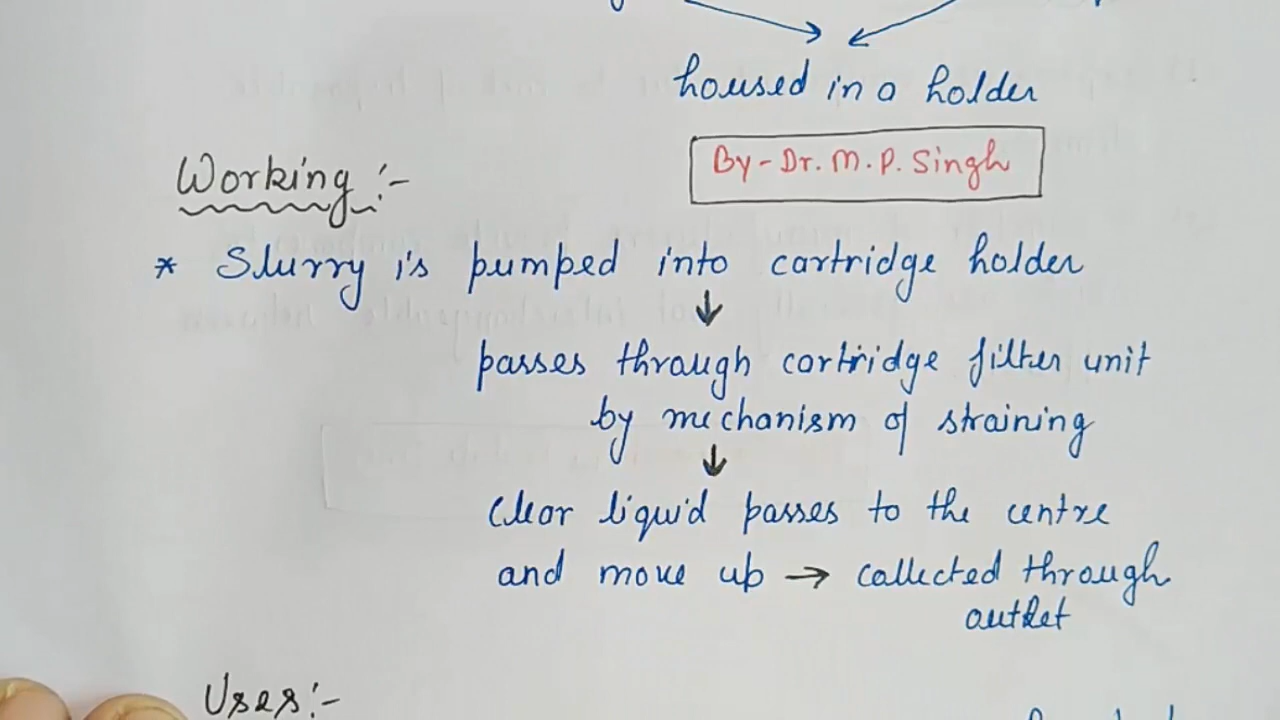 housed in a holder
By - Dr. M. P. Singh
Working :-
* Slurry is pumped into cartridge holder
↓
passes through cartridge filter unit
by mechanism of straining
↓
Clear liquid passes to the centre
and move up → collected through
outlet
Uses :-